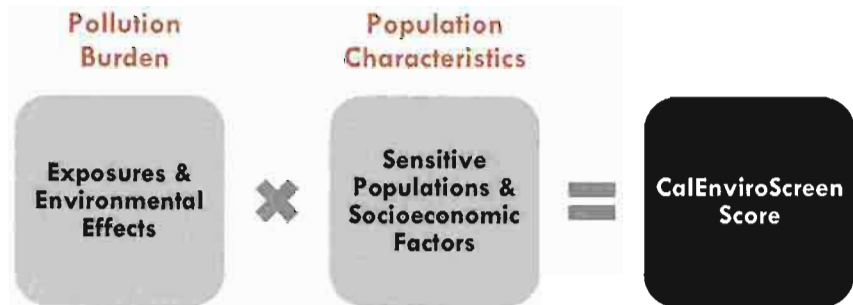 Pollution
Burden
Population
Characteristics
Exposures &
Environmental
Effects
Sensitive
Populations &
Socioeconomic
Factors
CalEnviroScreen
Score